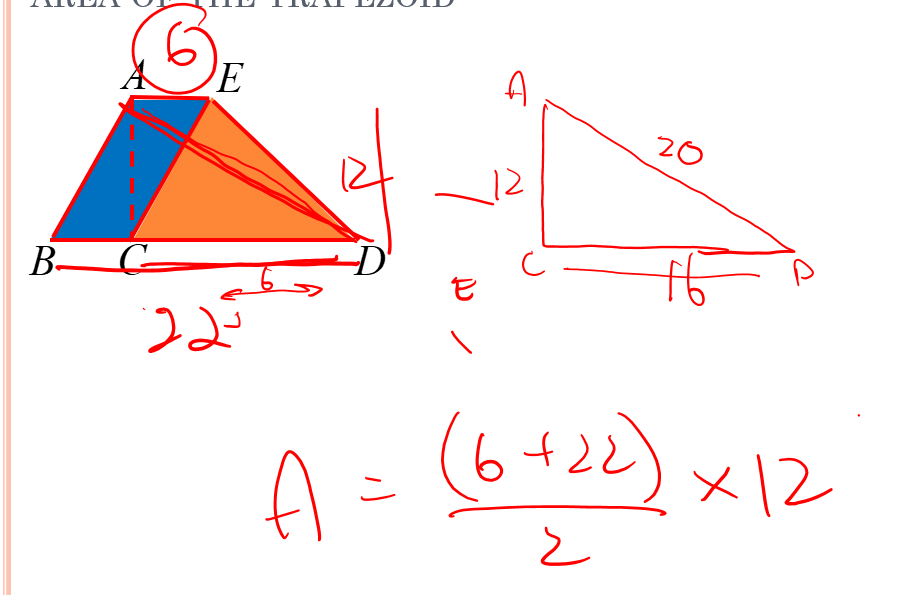 AREA OF THE TRAPEZOID
6
A E
12
B C D
6
22
A
20
12
C 16 D
E
A = (6+22)/2 × 12